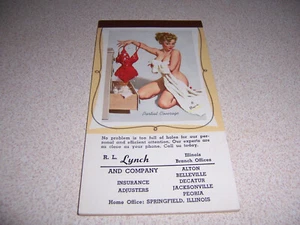 Partial Coverage
No problem is too full of holes for our per-
sonal and efficient attention. Our experts are
as close as your phone. Call us today.
R. L. Lynch
AND COMPANY
INSURANCE
ADJUSTERS
Illinois
Branch Offices
ALTON
BELLEVILLE
DECATUR
JACKSONVILLE
PEORIA
Home Office: SPRINGFIELD, ILLINOIS